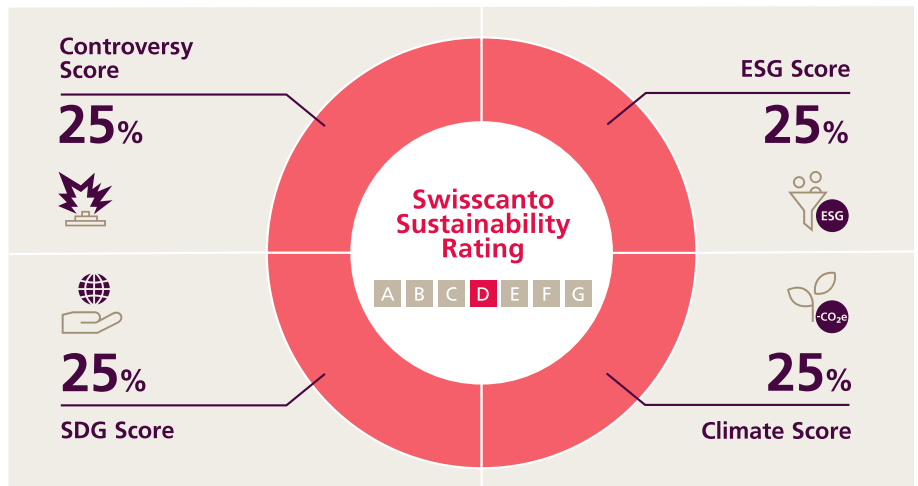 Controversy
Score
25%
ESG Score
25%
ESG
Swisscanto
Sustainability
Rating
A B C D E F G
25%
SDG Score
-CO₂e
25%
Climate Score